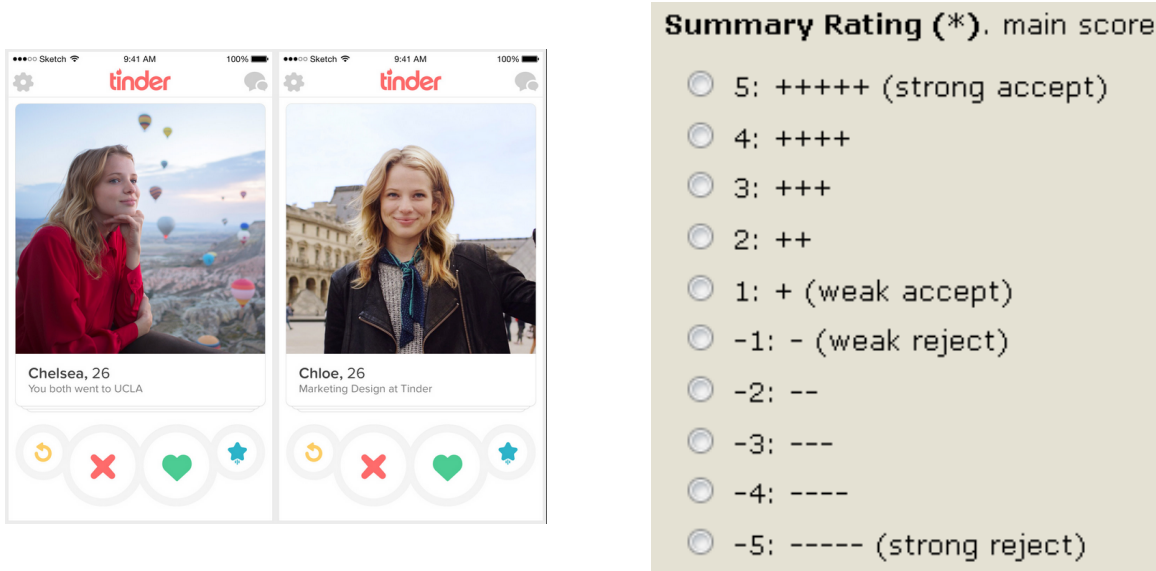 ●●●○○ Sketch 9:41 AM 100%
tinder
Chelsea, 26
You both went to UCLA
●●●○○ Sketch 9:41 AM 100%
tinder
Chloe, 26
Marketing Design at Tinder
Summary Rating (*). main score
5: +++++ (strong accept)
4: ++++
3: +++
2: ++
1: + (weak accept)
-1: - (weak reject)
-2: --
-3: ---
-4: ----
-5: ----- (strong reject)